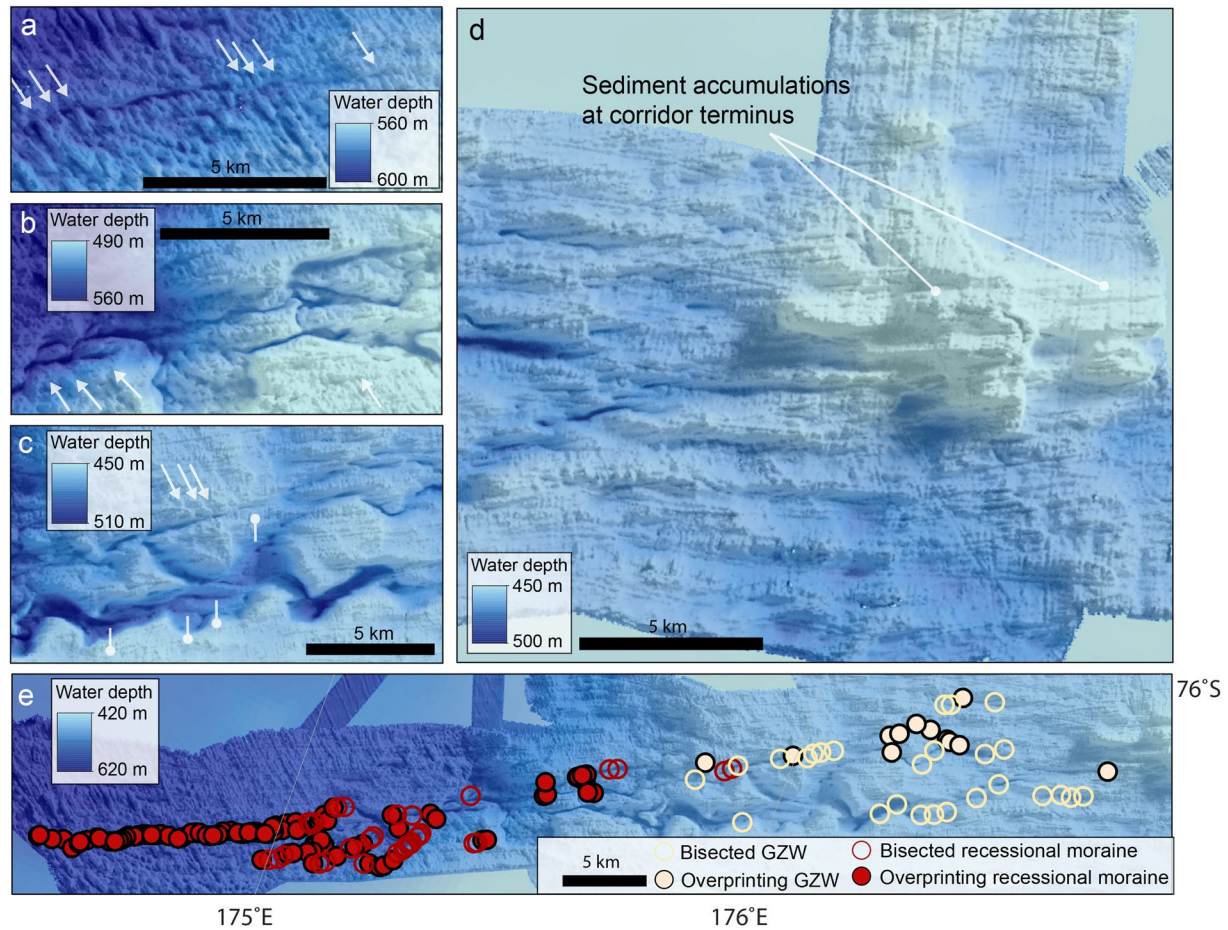 a
Water depth
560 m
600 m
5 km
b
Water depth
490 m
560 m
5 km
c
Water depth
450 m
510 m
5 km
d
Sediment accumulations
at corridor terminus
Water depth
450 m
500 m
5 km
e
Water depth
420 m
620 m
76˚S
5 km
Bisected GZW
Bisected recessional moraine
Overprinting GZW
Overprinting recessional moraine
175˚E
176˚E